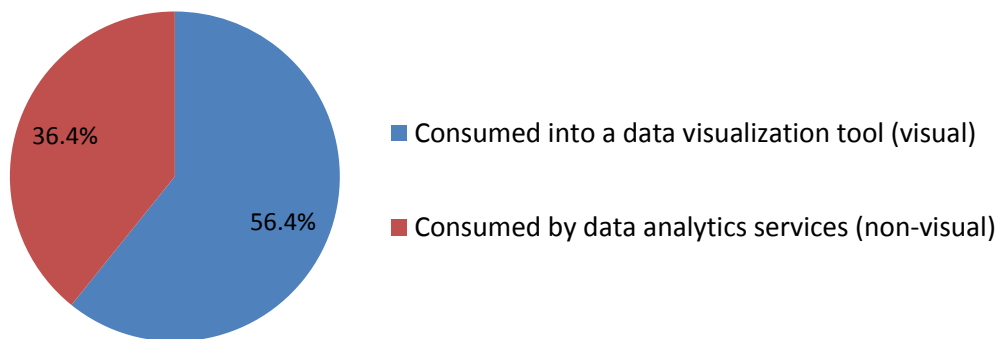 36.4%
56.4%
Consumed into a data visualization tool (visual)
Consumed by data analytics services (non-visual)